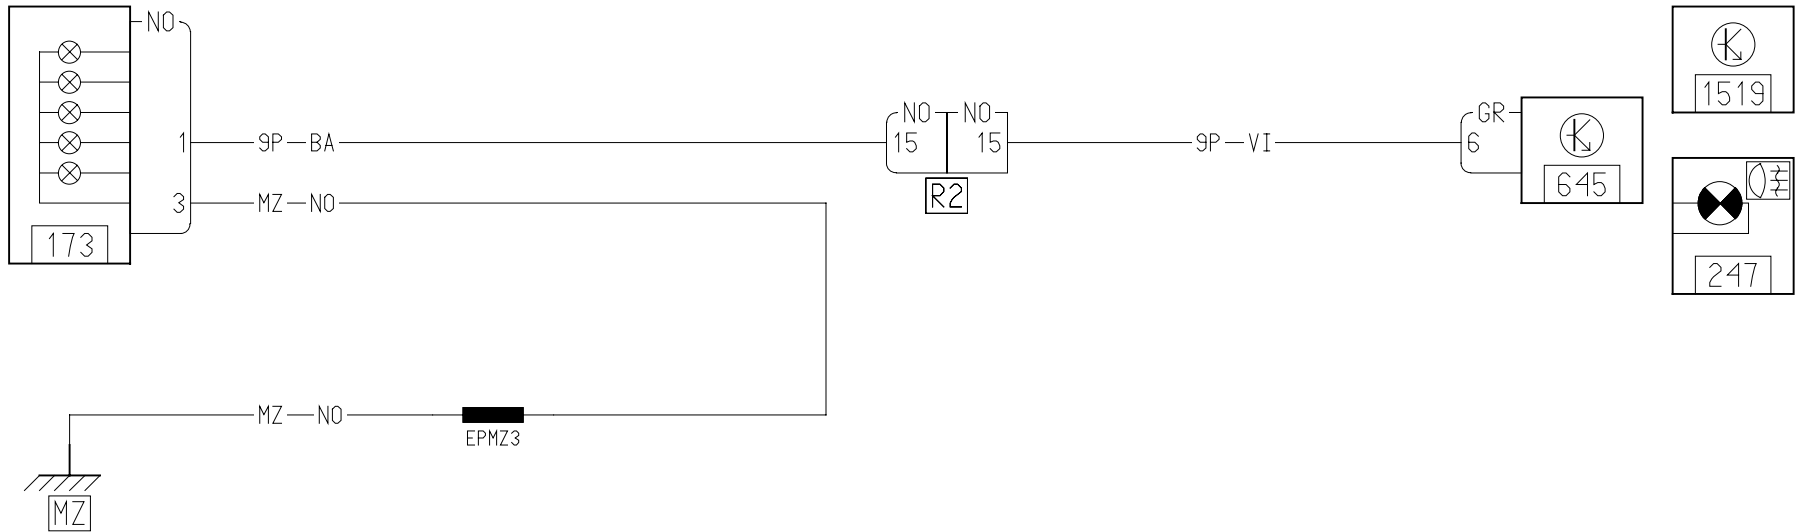 NO
1519
NO NO GR
1 9P BA 15 15 9P VI 6
645
3 MZ NO R2
173
247
MZ NO
EPMZ3
MZ